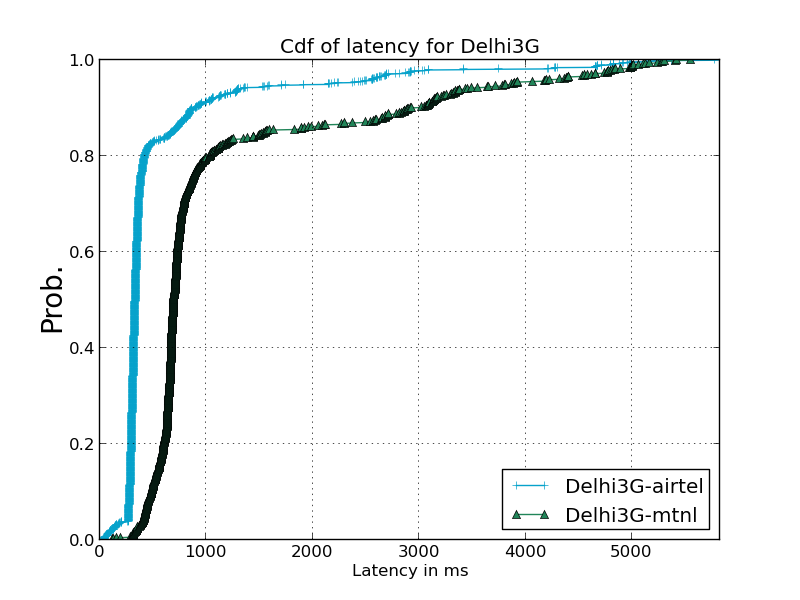 Cdf of latency for Delhi3G
1.0
0.8
0.6
0.4
0.2
0.0
Prob.
0 1000 2000 3000 4000 5000
Latency in ms
Delhi3G-airtel
Delhi3G-mtnl